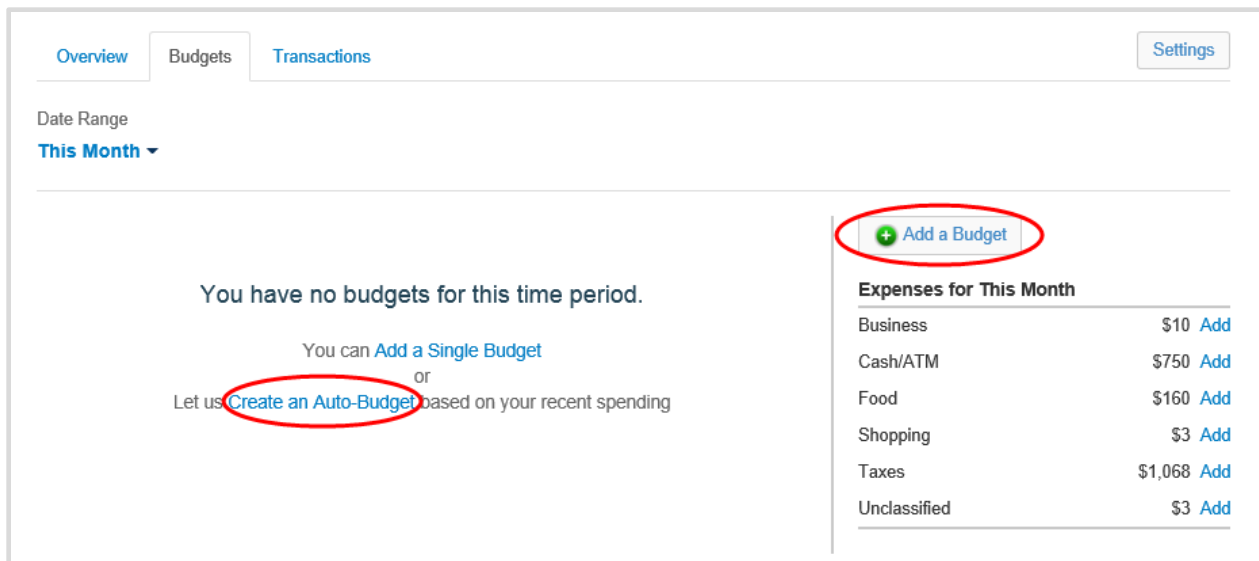 Overview Budgets Transactions Settings
Date Range
This Month
Add a Budget
You have no budgets for this time period.
You can Add a Single Budget
or
Let us Create an Auto-Budget based on your recent spending
Expenses for This Month
Business $10 Add
Cash/ATM $750 Add
Food $160 Add
Shopping $3 Add
Taxes $1,068 Add
Unclassified $3 Add